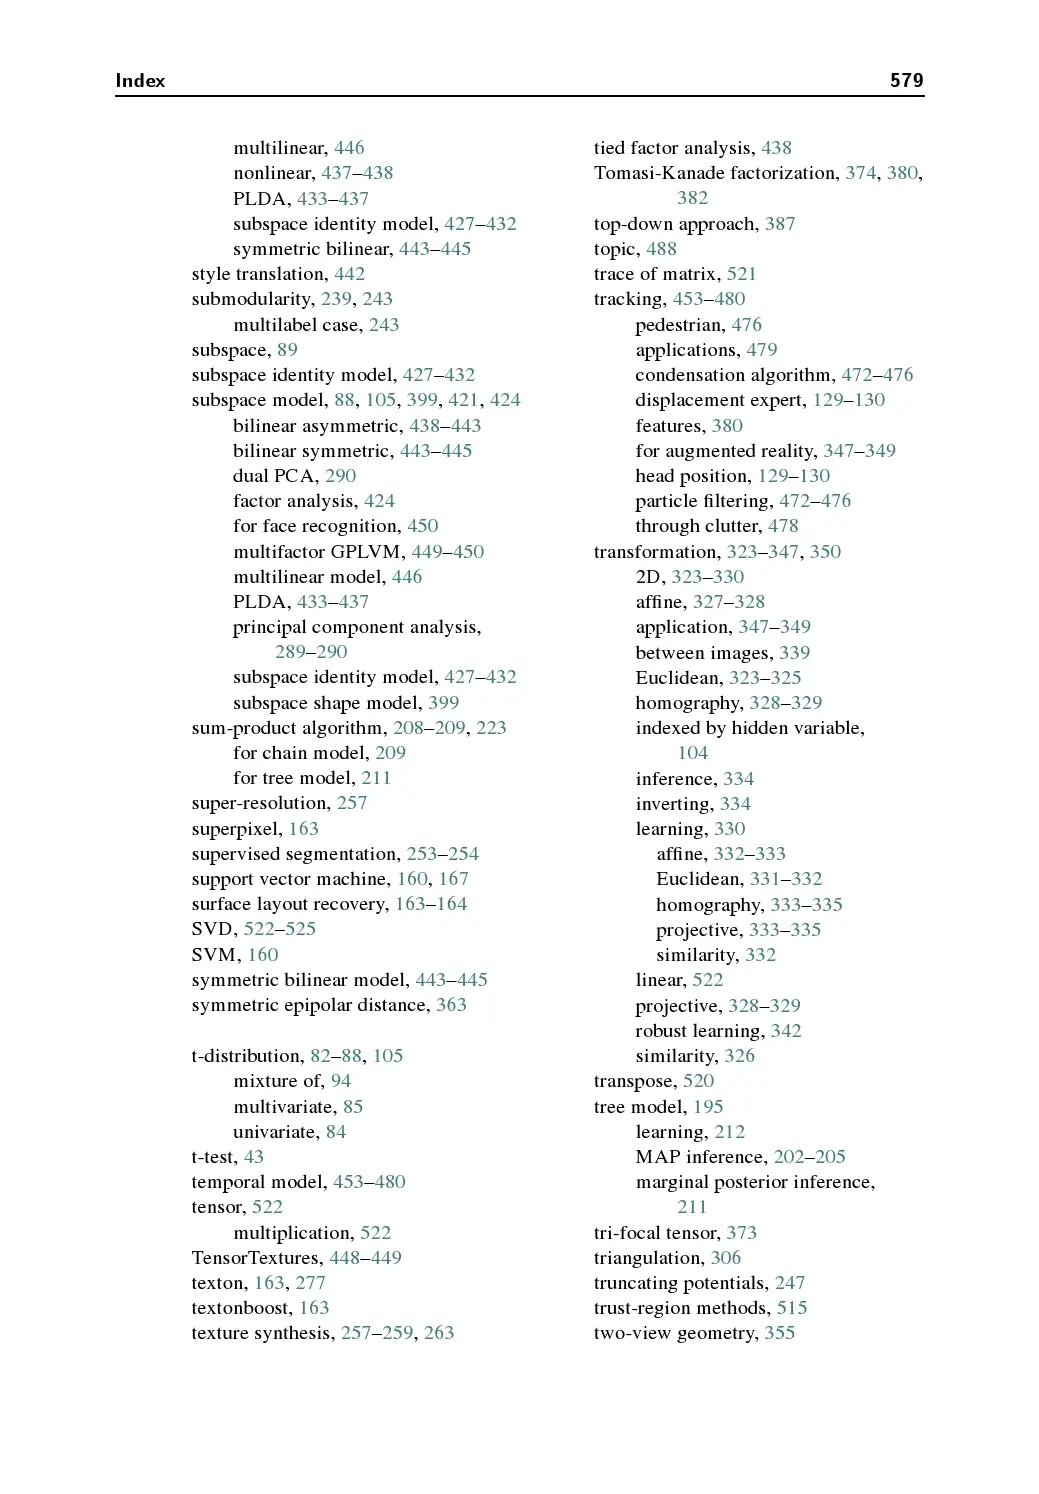 Index 579
multilinear, 446
nonlinear, 437–438
PLDA, 433–437
subspace identity model, 427–432
symmetric bilinear, 443–445
style translation, 442
submodularity, 239, 243
multilabel case, 243
subspace, 89
subspace identity model, 427–432
subspace model, 88, 105, 399, 421, 424
bilinear asymmetric, 438–443
bilinear symmetric, 443–445
dual PCA, 290
factor analysis, 424
for face recognition, 450
multifactor GPLVM, 449–450
multilinear model, 446
PLDA, 433–437
principal component analysis,
289–290
subspace identity model, 427–432
subspace shape model, 399
sum-product algorithm, 208–209, 223
for chain model, 209
for tree model, 211
super-resolution, 257
superpixel, 163
supervised segmentation, 253–254
support vector machine, 160, 167
surface layout recovery, 163–164
SVD, 522–525
SVM, 160
symmetric bilinear model, 443–445
symmetric epipolar distance, 363
t-distribution, 82–88, 105
mixture of, 94
multivariate, 85
univariate, 84
t-test, 43
temporal model, 453–480
tensor, 522
multiplication, 522
TensorTextures, 448–449
texton, 163, 277
textonboost, 163
texture synthesis, 257–259, 263
tied factor analysis, 438
Tomasi-Kanade factorization, 374, 380,
382
top-down approach, 387
topic, 488
trace of matrix, 521
tracking, 453–480
pedestrian, 476
applications, 479
condensation algorithm, 472–476
displacement expert, 129–130
features, 380
for augmented reality, 347–349
head position, 129–130
particle filtering, 472–476
through clutter, 478
transformation, 323–347, 350
2D, 323–330
affine, 327–328
application, 347–349
between images, 339
Euclidean, 323–325
homography, 328–329
indexed by hidden variable,
104
inference, 334
inverting, 334
learning, 330
affine, 332–333
Euclidean, 331–332
homography, 333–335
projective, 333–335
similarity, 332
linear, 522
projective, 328–329
robust learning, 342
similarity, 326
transpose, 520
tree model, 195
learning, 212
MAP inference, 202–205
marginal posterior inference,
211
tri-focal tensor, 373
triangulation, 306
truncating potentials, 247
trust-region methods, 515
two-view geometry, 355